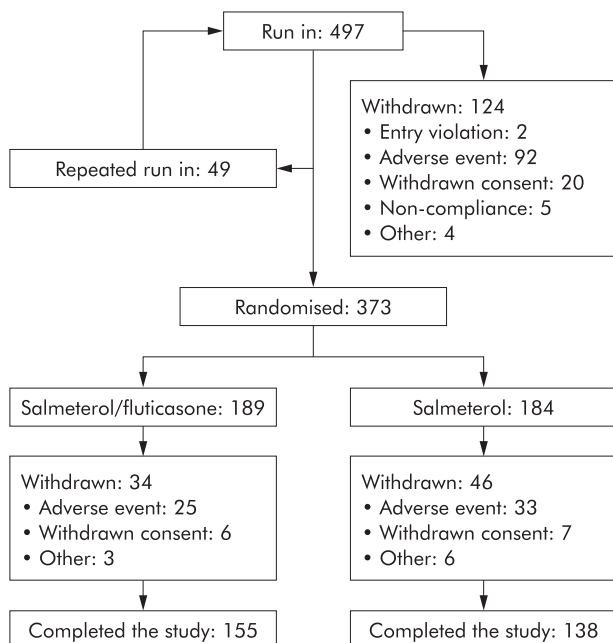 Run in: 497
Withdrawn: 124
• Entry violation: 2
• Adverse event: 92
• Withdrawn consent: 20
• Non-compliance: 5
• Other: 4
Repeated run in: 49
Randomised: 373
Salmeterol/fluticasone: 189
Salmeterol: 184
Withdrawn: 34
• Adverse event: 25
• Withdrawn consent: 6
• Other: 3
Withdrawn: 46
• Adverse event: 33
• Withdrawn consent: 7
• Other: 6
Completed the study: 155
Completed the study: 138